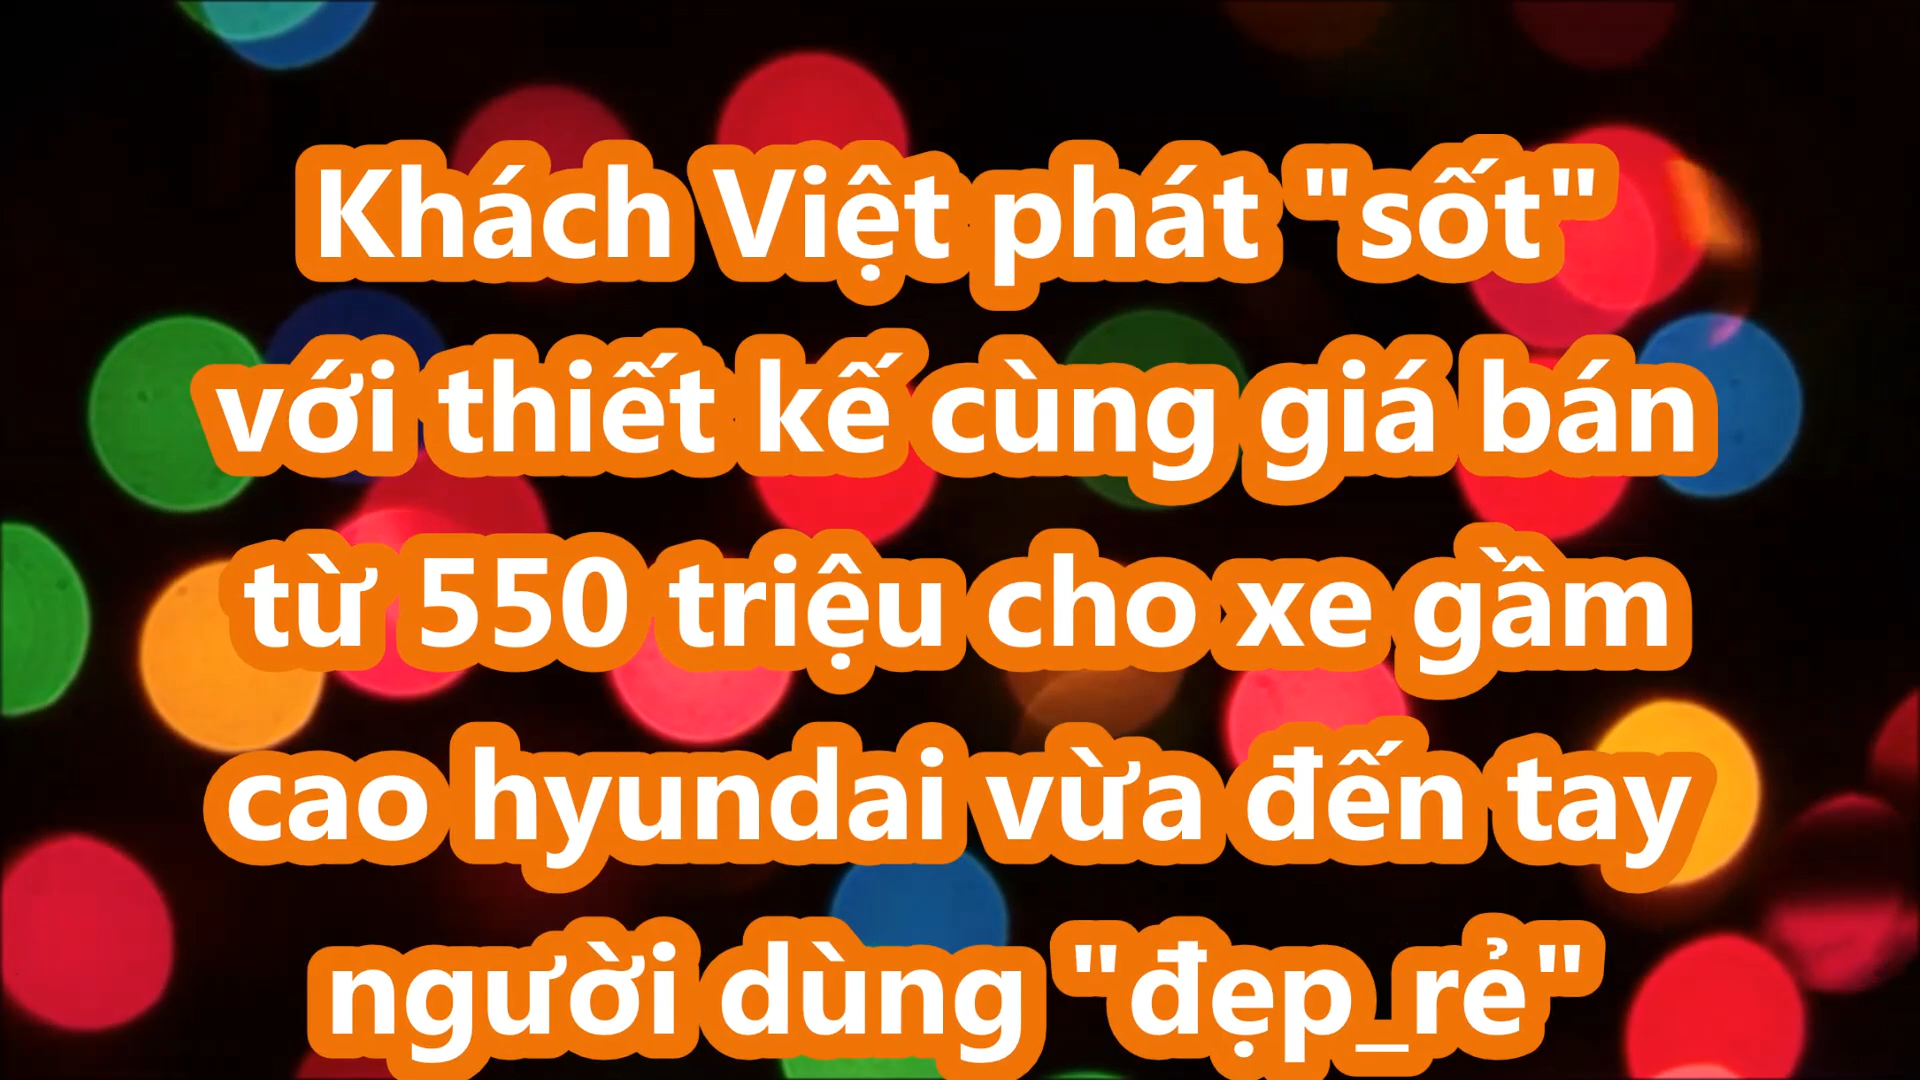 Khách Việt phát "sốt"
với thiết kế cùng giá bán
từ 550 triệu cho xe gầm
cao hyundai vừa đến tay
người dùng "đẹp_rẻ"